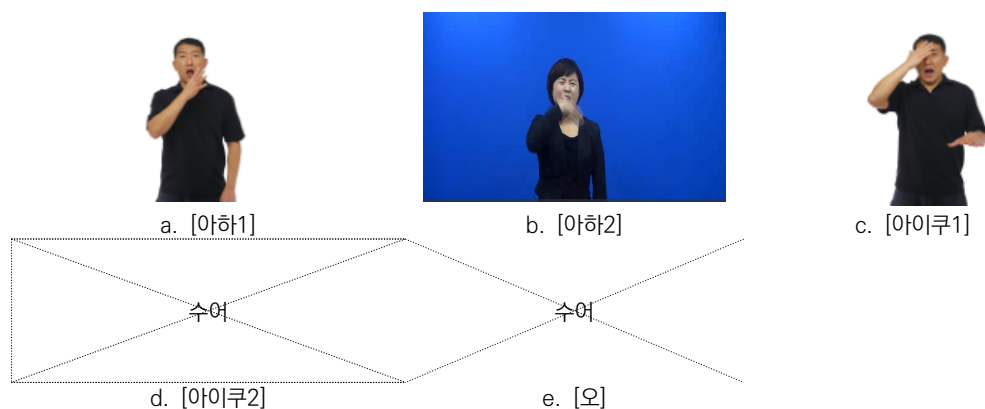 a. [아하1] b. [아하2] c. [아이쿠1]
수어 수어
d. [아이쿠2] e. [오]